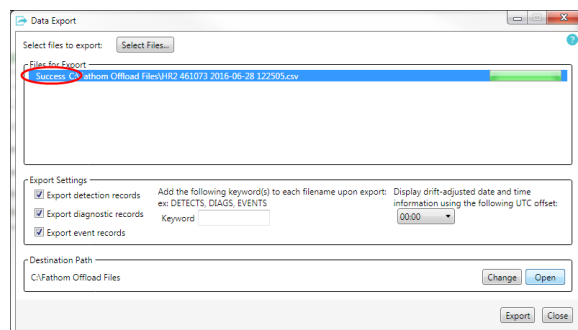 Data Export
Select files to export: Select Files...
Files for Export
Success C:\Fathom Offload Files\HR2 461073 2016-06-28 122505.csv
Export Settings
Export detection records
Export diagnostic records
Export event records
Add the following keyword(s) to each filename upon export:
ex: DETECTS, DIAGS, EVENTS
Keyword
Display drift-adjusted date and time
information using the following UTC offset:
00:00
Destination Path
C:\Fathom Offload Files
Change Open
Export Close